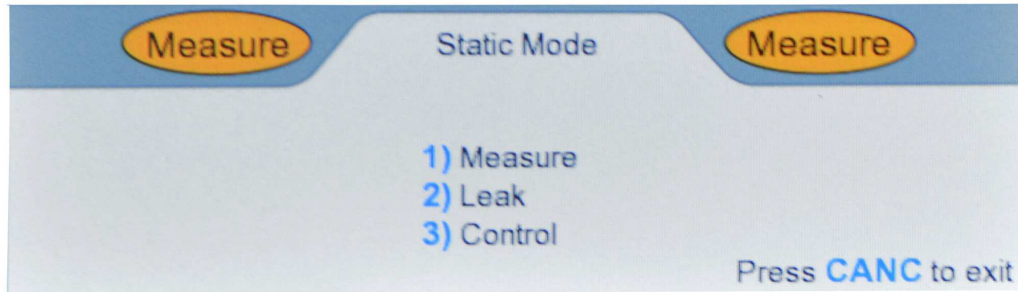 Measure Static Mode Measure
1) Measure
2) Leak
3) Control
Press CANC to exit